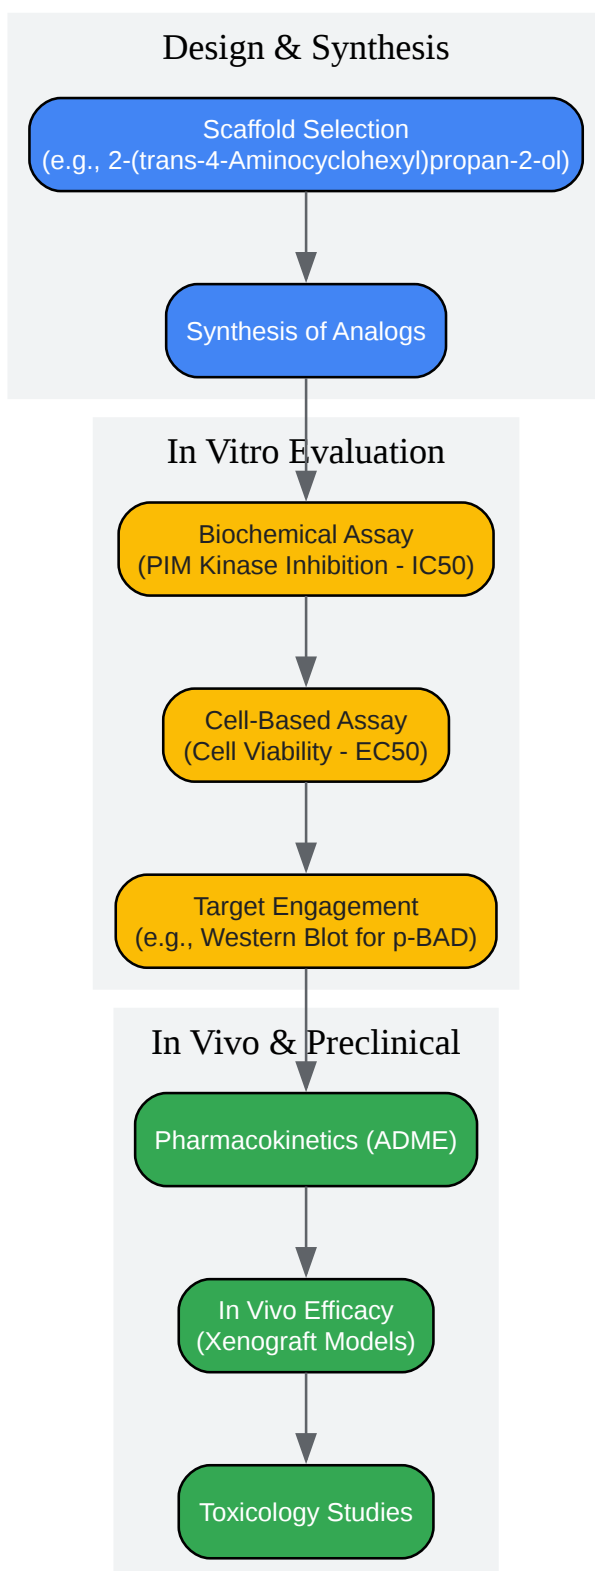 Design & Synthesis
Scaffold Selection
(e.g., 2-(trans-4-Aminocyclohexyl)propan-2-ol)
Synthesis of Analogs
In Vitro Evaluation
Biochemical Assay
(PIM Kinase Inhibition - IC50)
Cell-Based Assay
(Cell Viability - EC50)
Target Engagement
(e.g., Western Blot for p-BAD)
In Vivo & Preclinical
Pharmacokinetics (ADME)
In Vivo Efficacy
(Xenograft Models)
Toxicology Studies